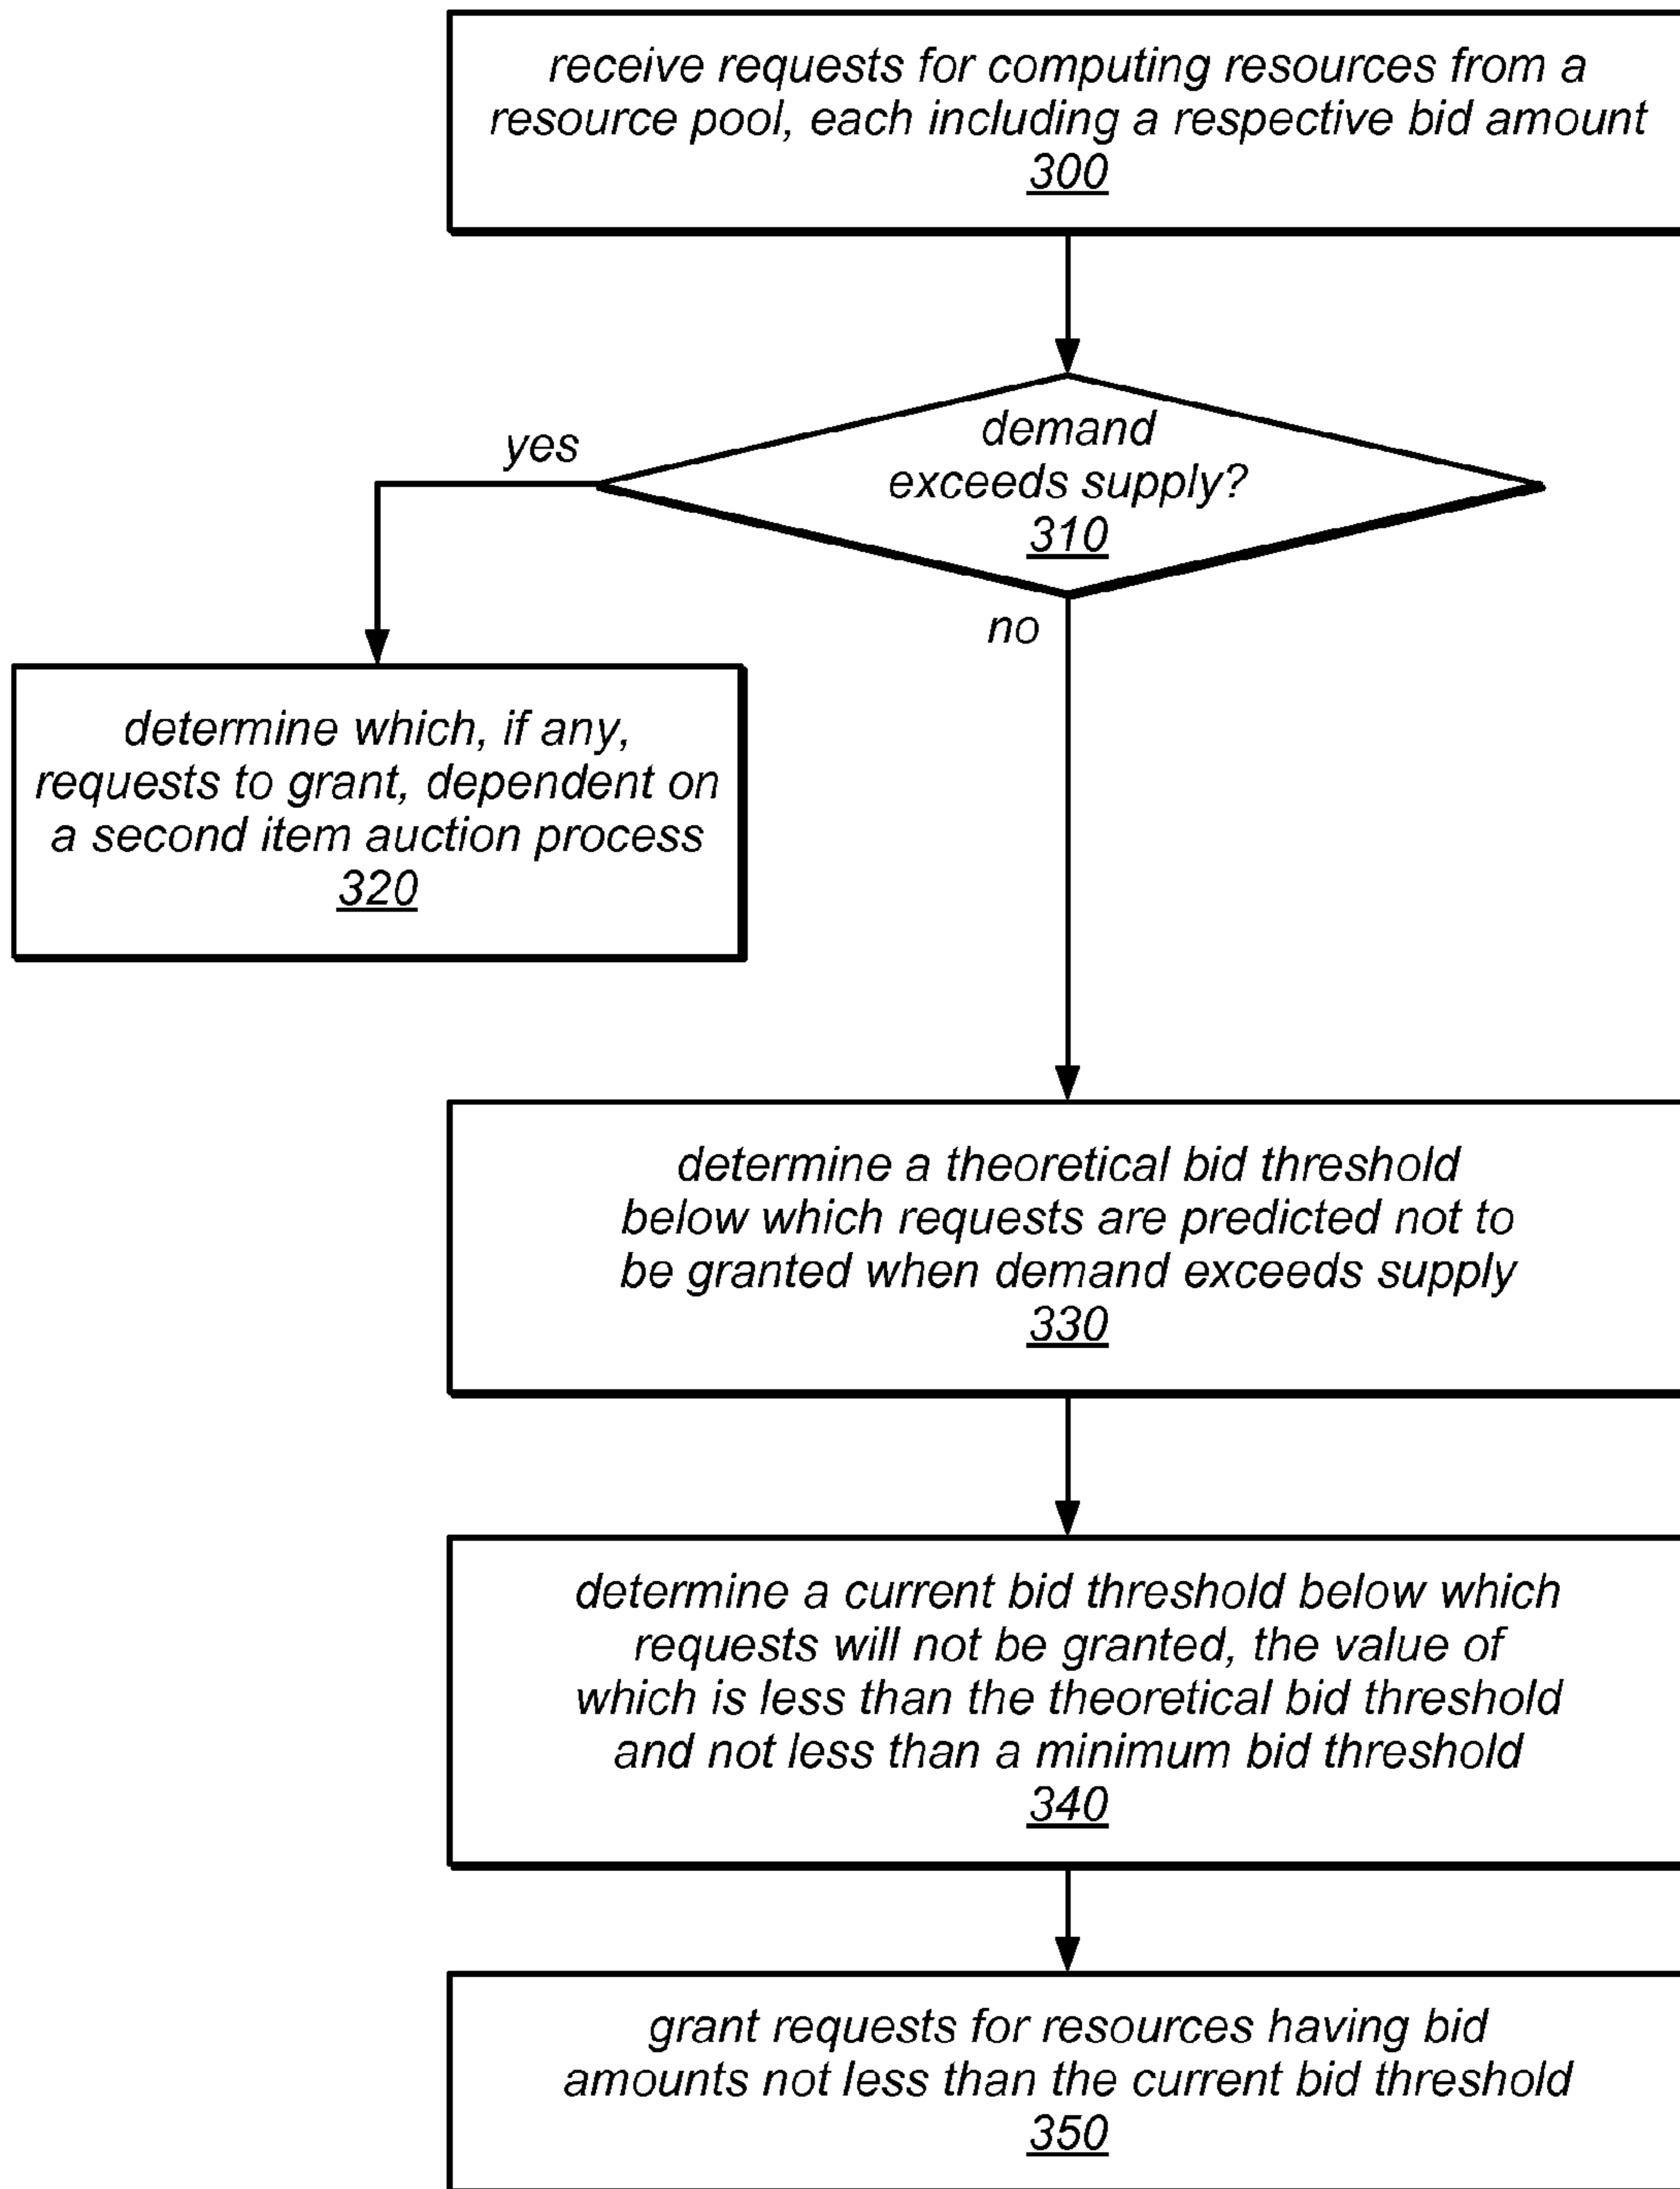 receive requests for computing resources from a
resource pool, each including a respective bid amount
300
demand
exceeds supply?
310
yes
no
determine which, if any,
requests to grant, dependent on
a second item auction process
320
determine a theoretical bid threshold
below which requests are predicted not to
be granted when demand exceeds supply
330
determine a current bid threshold below which
requests will not be granted, the value of
which is less than the theoretical bid threshold
and not less than a minimum bid threshold
340
grant requests for resources having bid
amounts not less than the current bid threshold
350